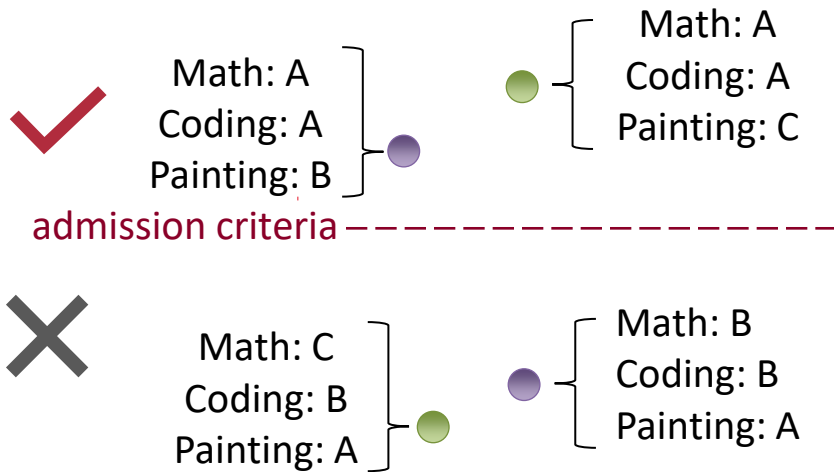 Math: A
Coding: A
Painting: B
Math: A
Coding: A
Painting: C
admission criteria
Math: C
Coding: B
Painting: A
Math: B
Coding: B
Painting: A